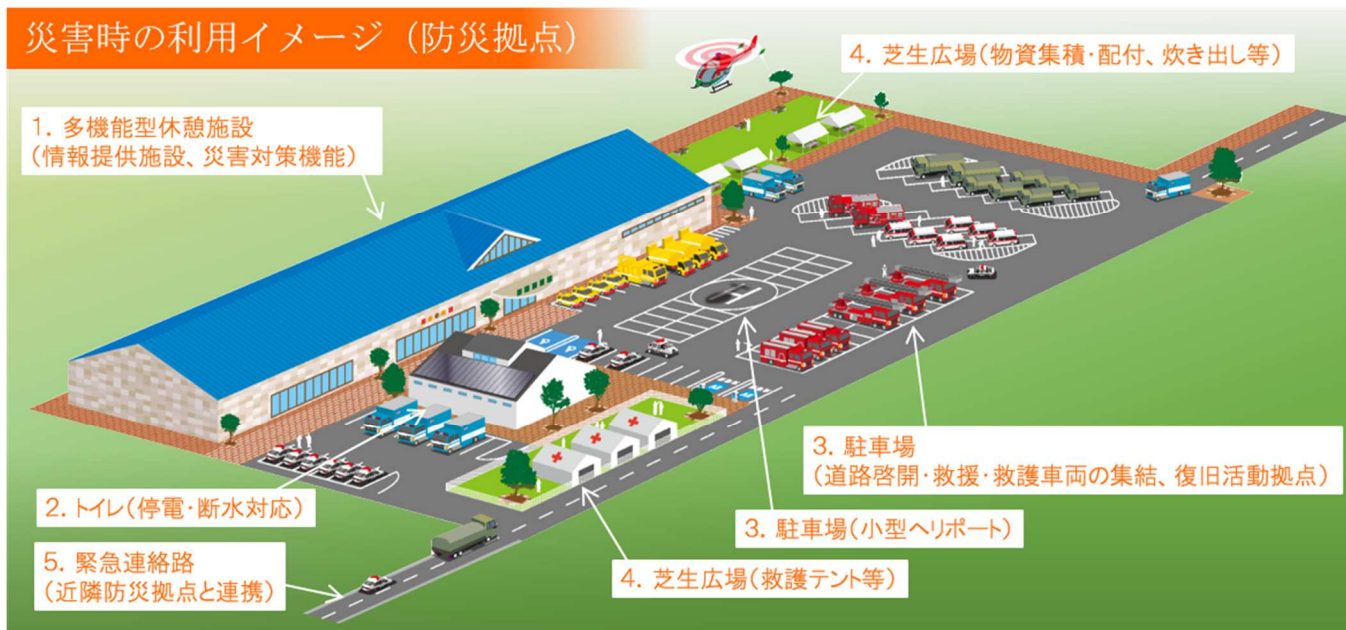 災害時の利用イメージ（防災拠点）
4. 芝生広場(物資集積・配付、炊き出し等)
1. 多機能型休憩施設
(情報提供施設、災害対策機能)
3. 駐車場
(道路啓開・救援・救護車両の集結、復旧活動拠点)
2. トイレ(停電・断水対応)
3. 駐車場(小型ヘリポート)
5. 緊急連絡路
(近隣防災拠点と連携)
4. 芝生広場(救護テント等)
H